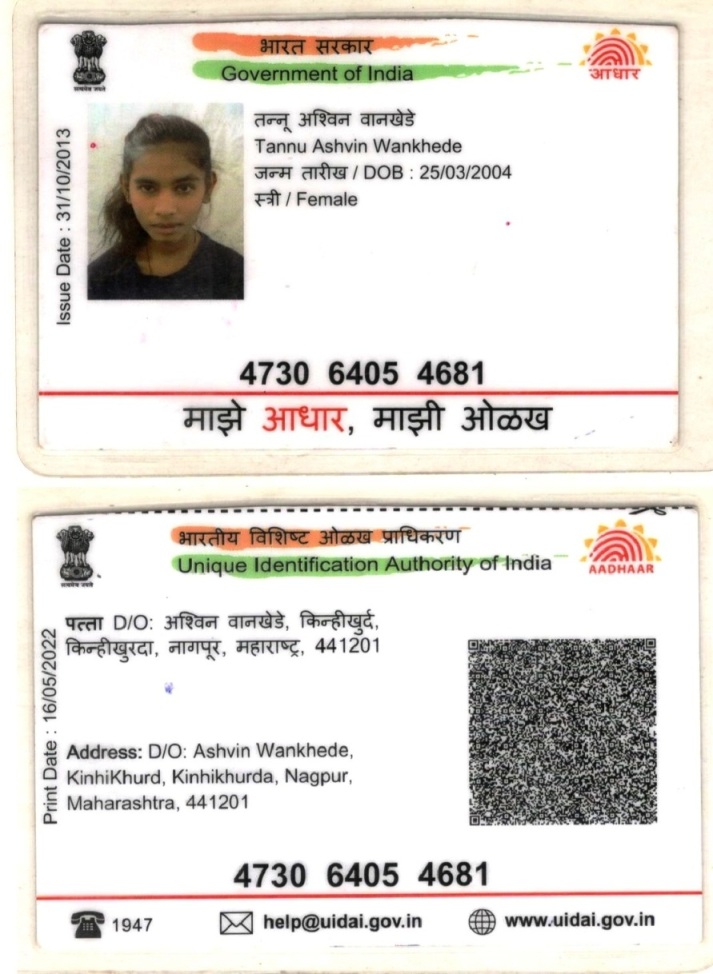 भारत सरकार
Government of India
आधार
सत्यमेव जयते
Issue Date : 31/10/2013
तन्नू अश्विन वानखेडे
Tannu Ashvin Wankhede
जन्म तारीख / DOB : 25/03/2004
स्त्री / Female
4730 6405 4681
माझे आधार, माझी ओळख
भारतीय विशिष्ट ओळख प्राधिकरण
Unique Identification Authority of India
AADHAAR
सत्यमेव जयते
Print Date : 16/05/2022
पत्ता D/O: अश्विन वानखेडे, किन्हीखुर्द,
किन्हीखुरदा, नागपूर, महाराष्ट्र, 441201
Address: D/O: Ashvin Wankhede,
KinhiKhurd, Kinhikhurda, Nagpur,
Maharashtra, 441201
4730 6405 4681
1947
help@uidai.gov.in
www.uidai.gov.in